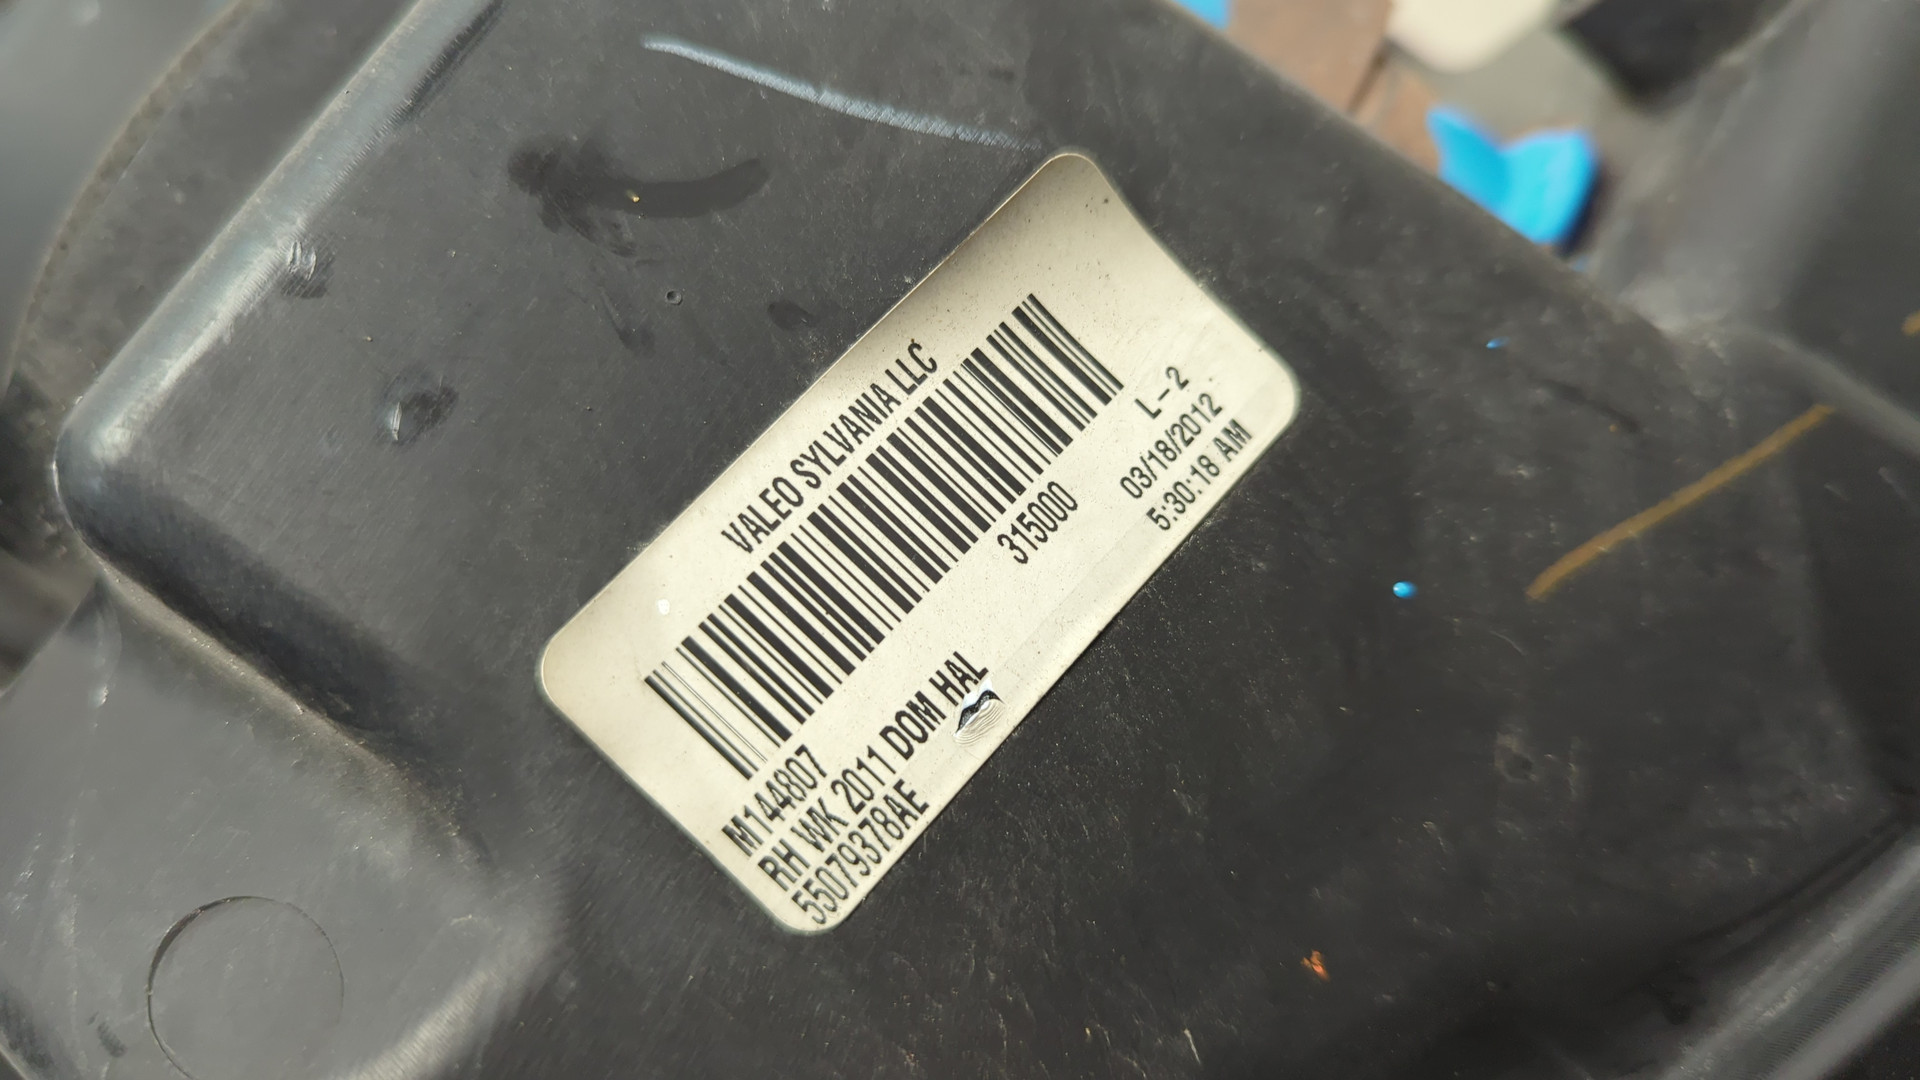 VALEO SYLVANIA LLC
M144807
315000
L-2
RH WK 2011 DOM HAL
03/18/2012
55079378AE
5:30:18 AM